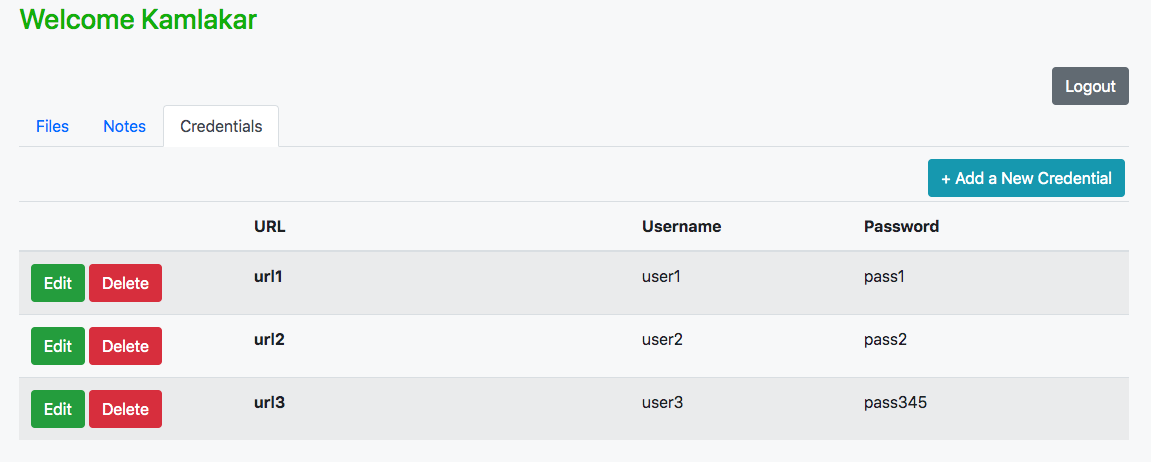 Welcome Kamlakar
Logout
Files Notes Credentials
+ Add a New Credential
URL Username Password
Edit Delete url1 user1 pass1
Edit Delete url2 user2 pass2
Edit Delete url3 user3 pass345